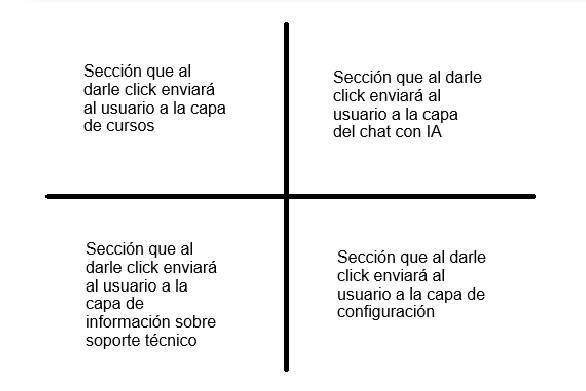 Sección que al
darle click enviará
al usuario a la capa
de cursos
Sección que al darle
click enviará al
usuario a la capa
del chat con IA
Sección que al
darle click enviará
al usuario a la
capa de
información sobre
soporte técnico
Sección que al darle
click enviará al
usuario a la capa de
configuración